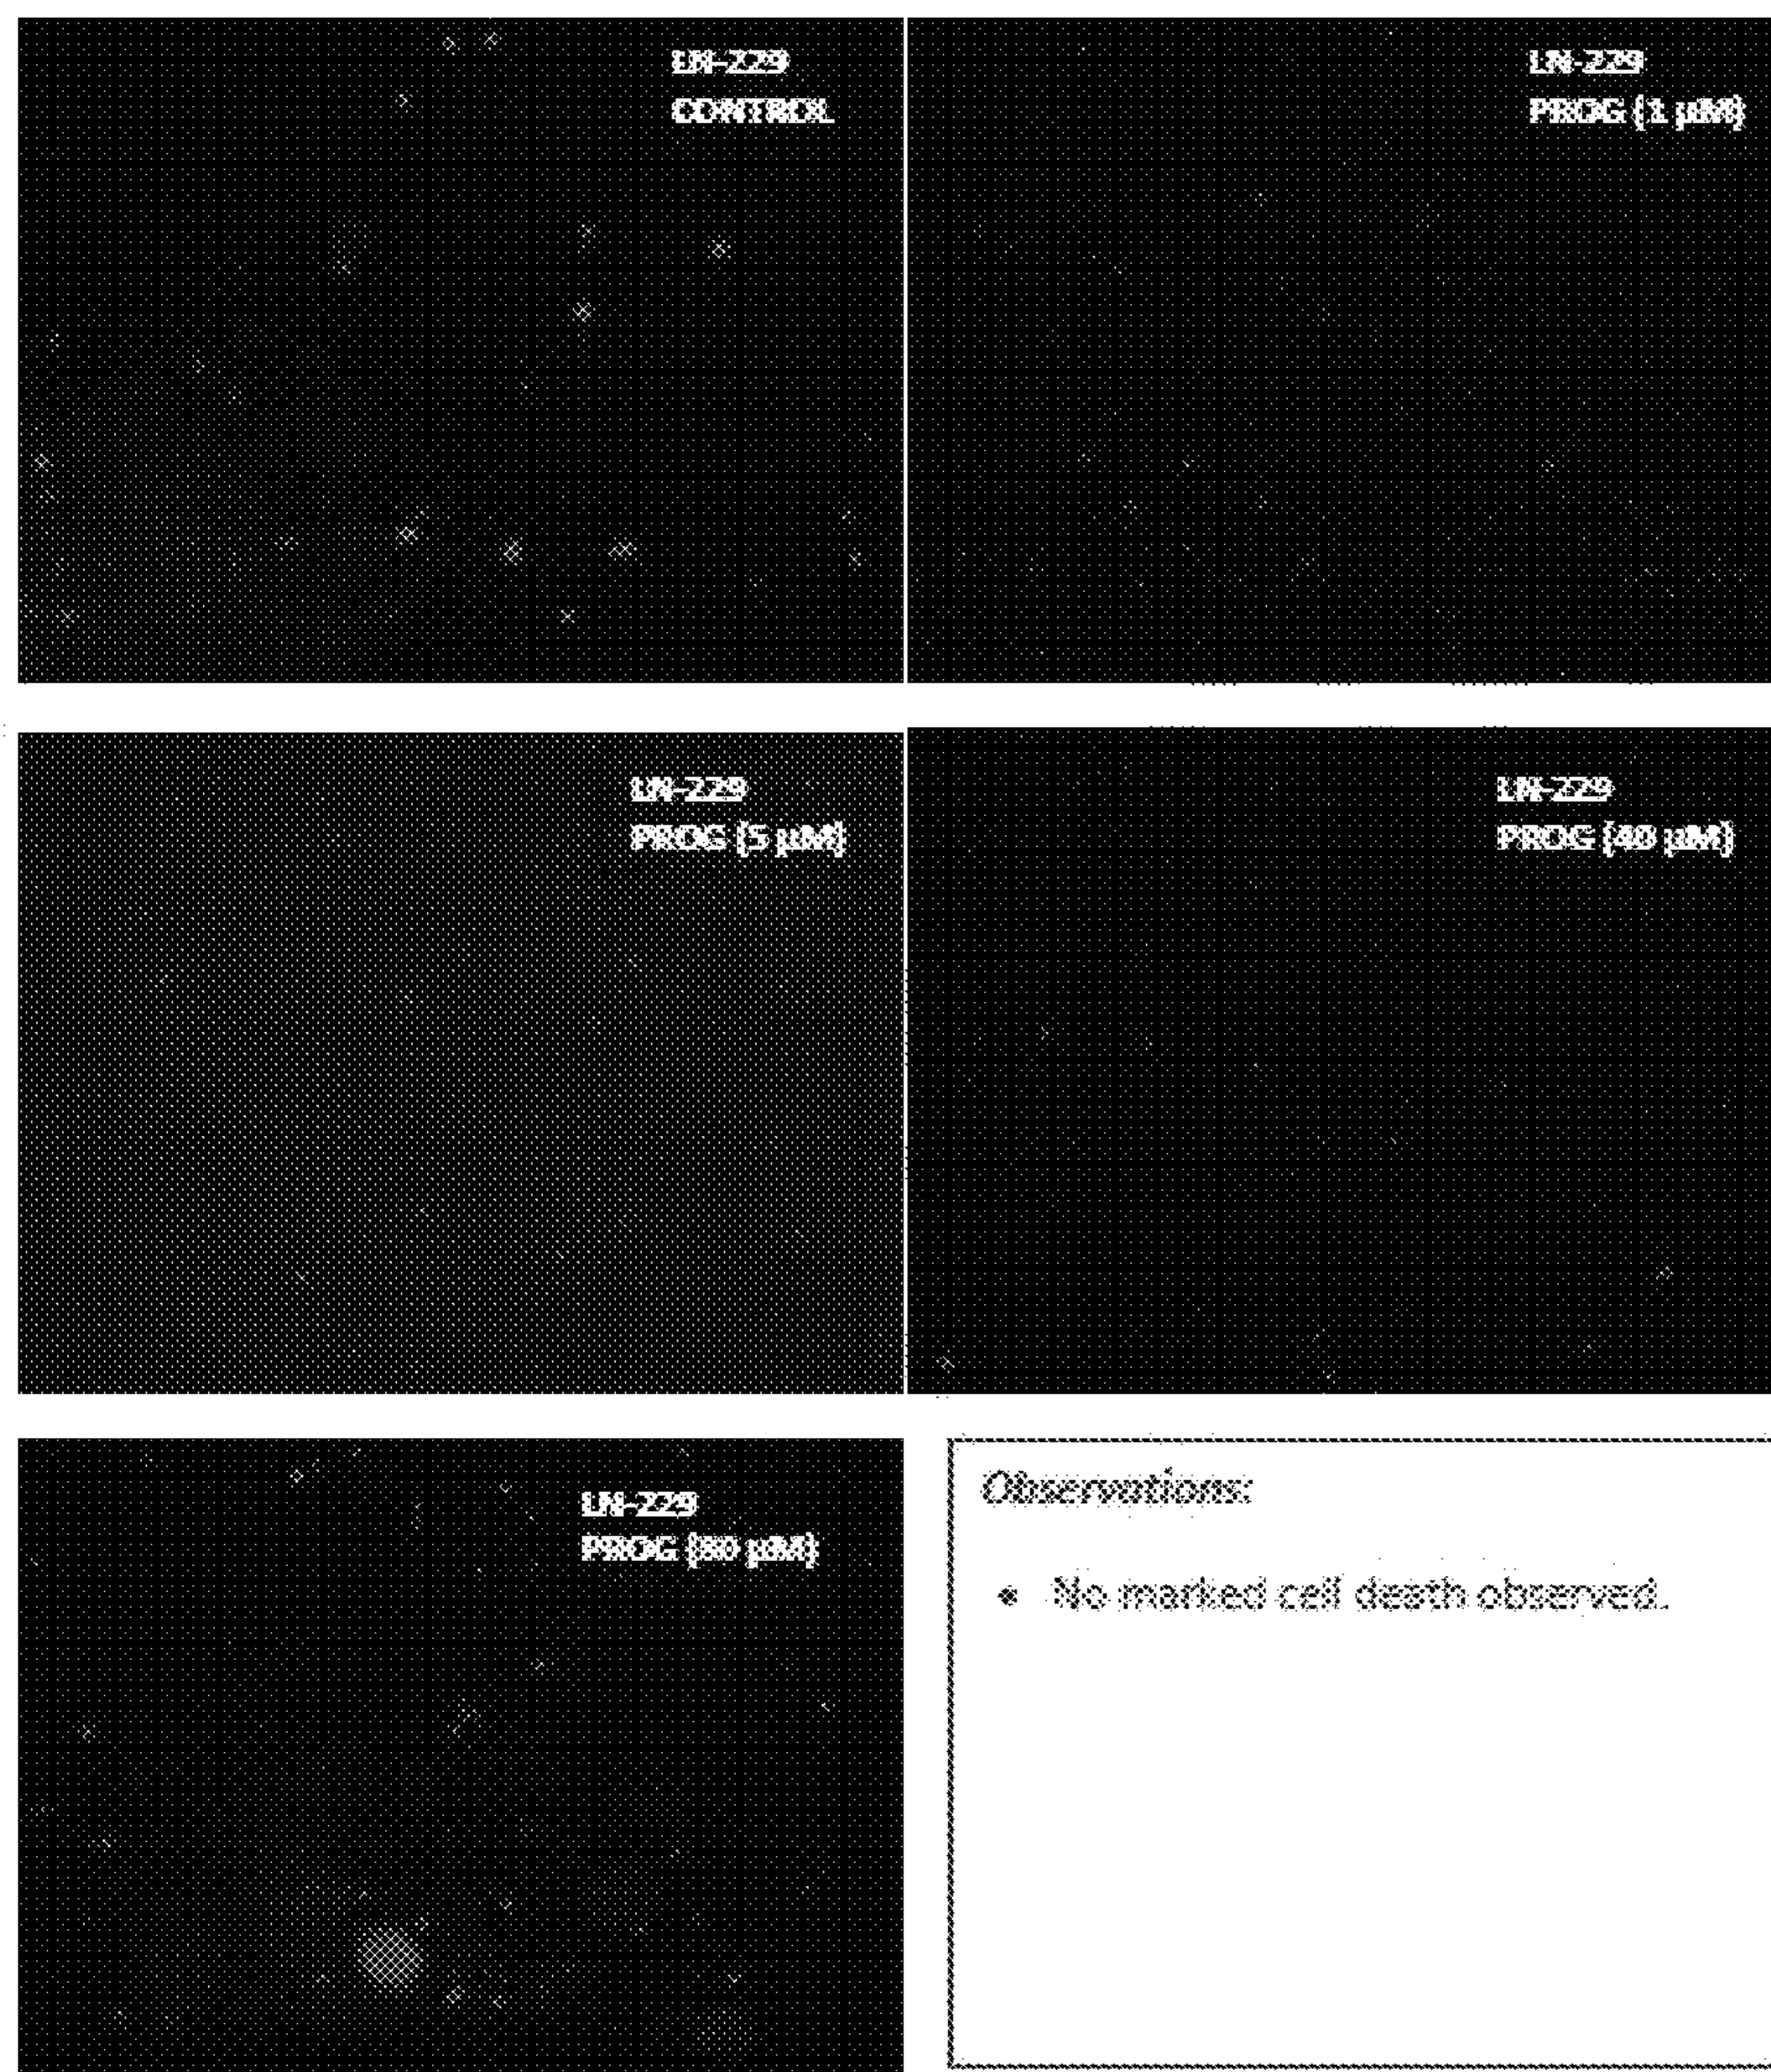 LN-229
CONTROL
LN-229
PROG (1 µM)
LN-229
PROG (5 µM)
LN-229
PROG (40 µM)
LN-229
PROG (80 µM)
Observations:
• No marked cell death observed.